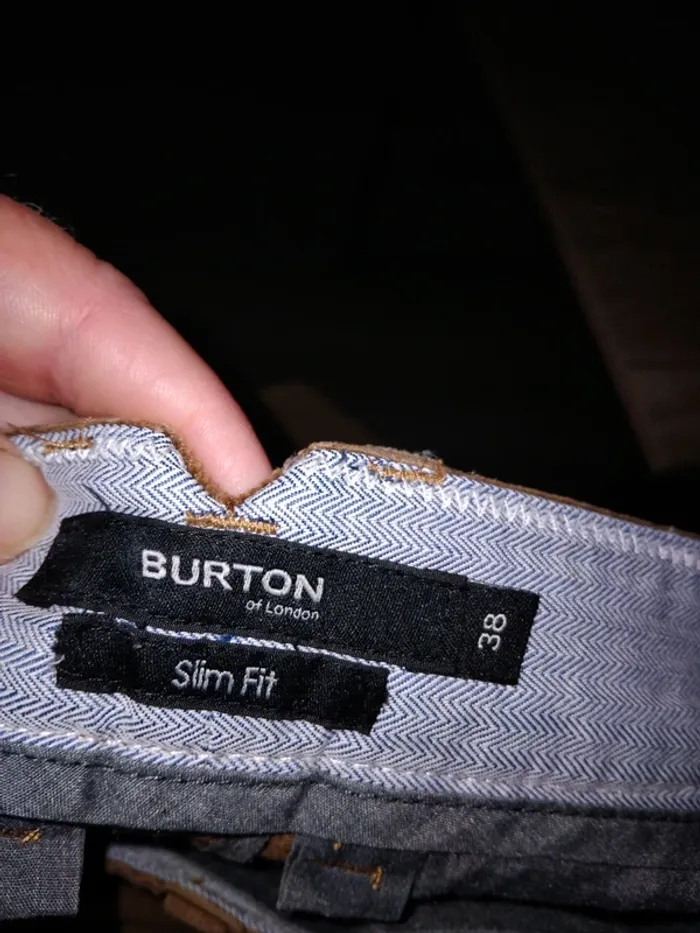 BURTON
of London
38
Slim Fit